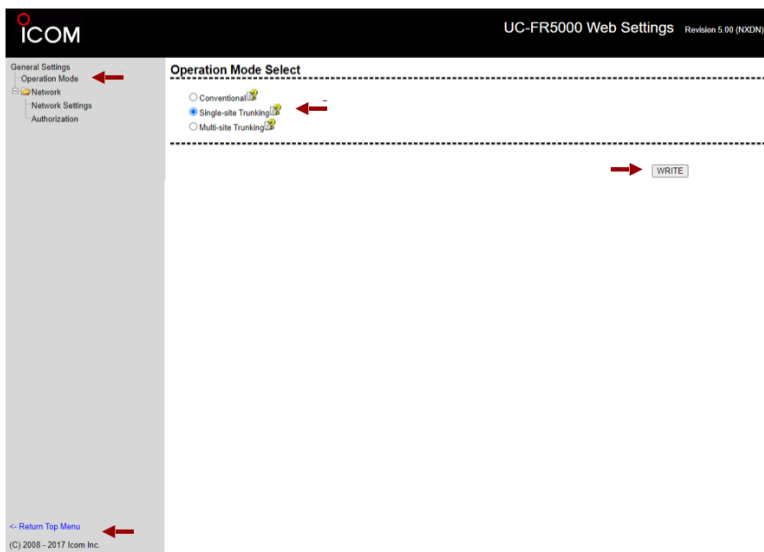 ICOM
UC-FR5000 Web Settings Revision 5.00 (NXDN)
General Settings
Operation Mode
Network
Network Settings
Authorization
Operation Mode Select
Conventional
Single-site Trunking
Multi-site Trunking
WRITE
<- Return Top Menu
(C) 2008 - 2017 Icom Inc.